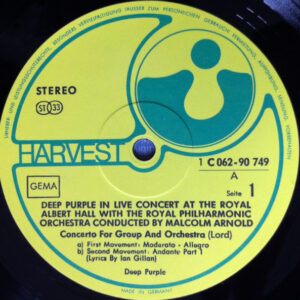 STEREO
ST 33
HARVEST
1 C 062-90 749
A
GEMA
Seite 1
DEEP PURPLE IN LIVE CONCERT AT THE ROYAL
ALBERT HALL WITH THE ROYAL PHILHARMONIC
ORCHESTRA CONDUCTED BY MALCOLM ARNOLD
Concerto For Group And Orchestra (Lord)
a) First Movement: Moderato - Allegro
b) Second Movement: Andante Part 1
(Lyrics By Ian Gillan)
Deep Purple
MADE IN GERMANY